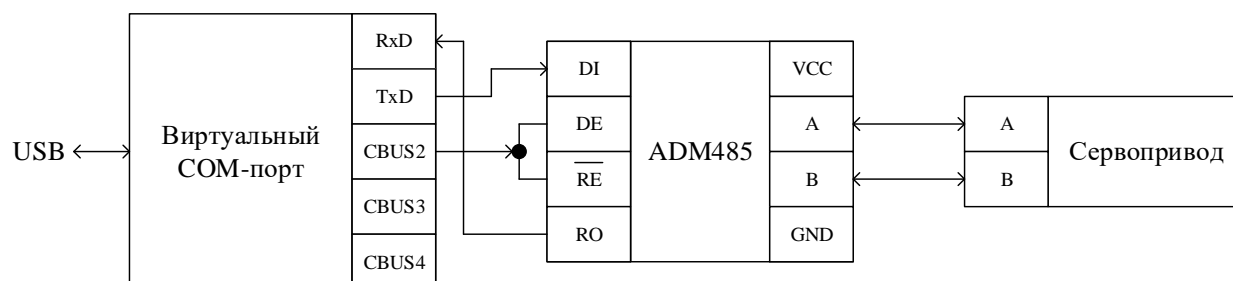 USB
Виртуальный
COM-порт
RxD
TxD
CBUS2
CBUS3
CBUS4
DI
DE
RE
RO
ADM485
VCC
A
B
GND
A
B
Сервопривод